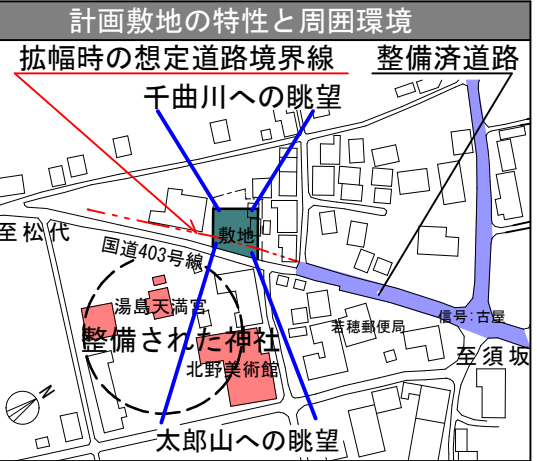 計画敷地の特性と周囲環境
拡幅時の想定道路境界線
整備済道路
千曲川への眺望
至松代
国道403号線
敷地
湯島天満宮
整備された神社
北野美術館
若穂郵便局
信号:古屋
至須坂
太郎山への眺望
N